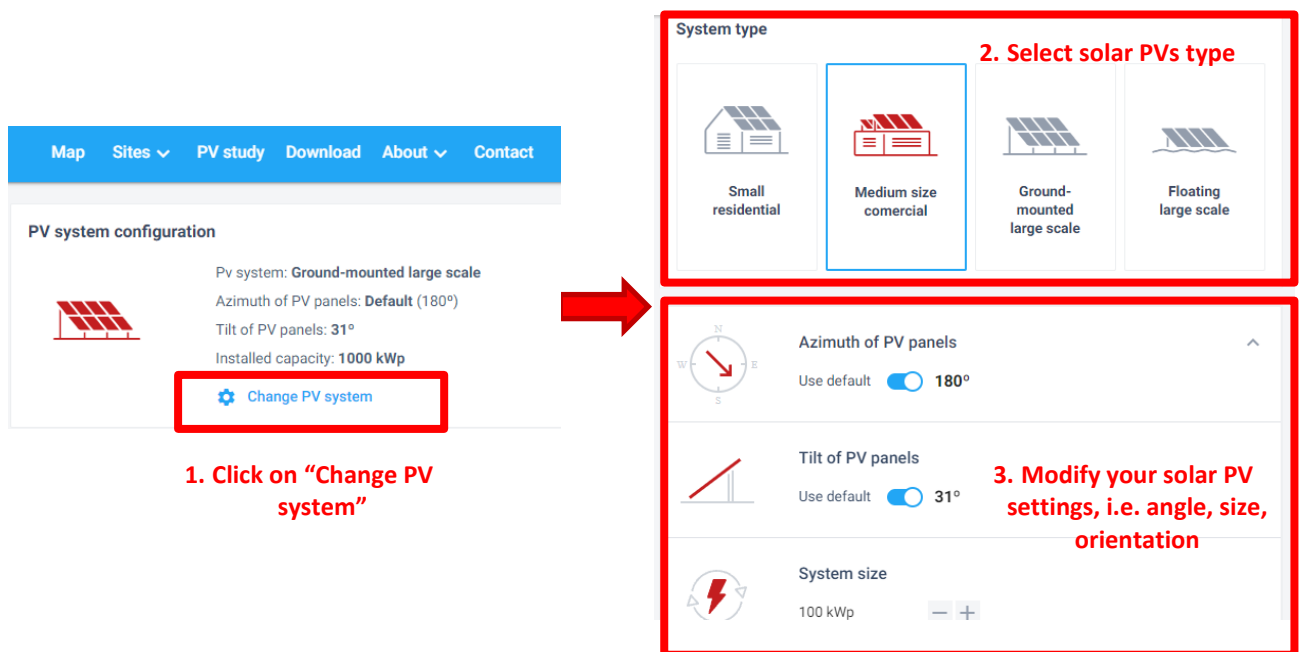 Map Sites PV study Download About Contact
PV system configuration
Pv system: Ground-mounted large scale
Azimuth of PV panels: Default (180º)
Tilt of PV panels: 31º
Installed capacity: 1000 kWp
Change PV system
1. Click on “Change PV
system”
System type
2. Select solar PVs type
Small
residential
Medium size
comercial
Ground-
mounted
large scale
Floating
large scale
N
W
E
S
Azimuth of PV panels
Use default 180º
Tilt of PV panels
Use default 31º
3. Modify your solar PV
settings, i.e. angle, size,
orientation
System size
100 kWp